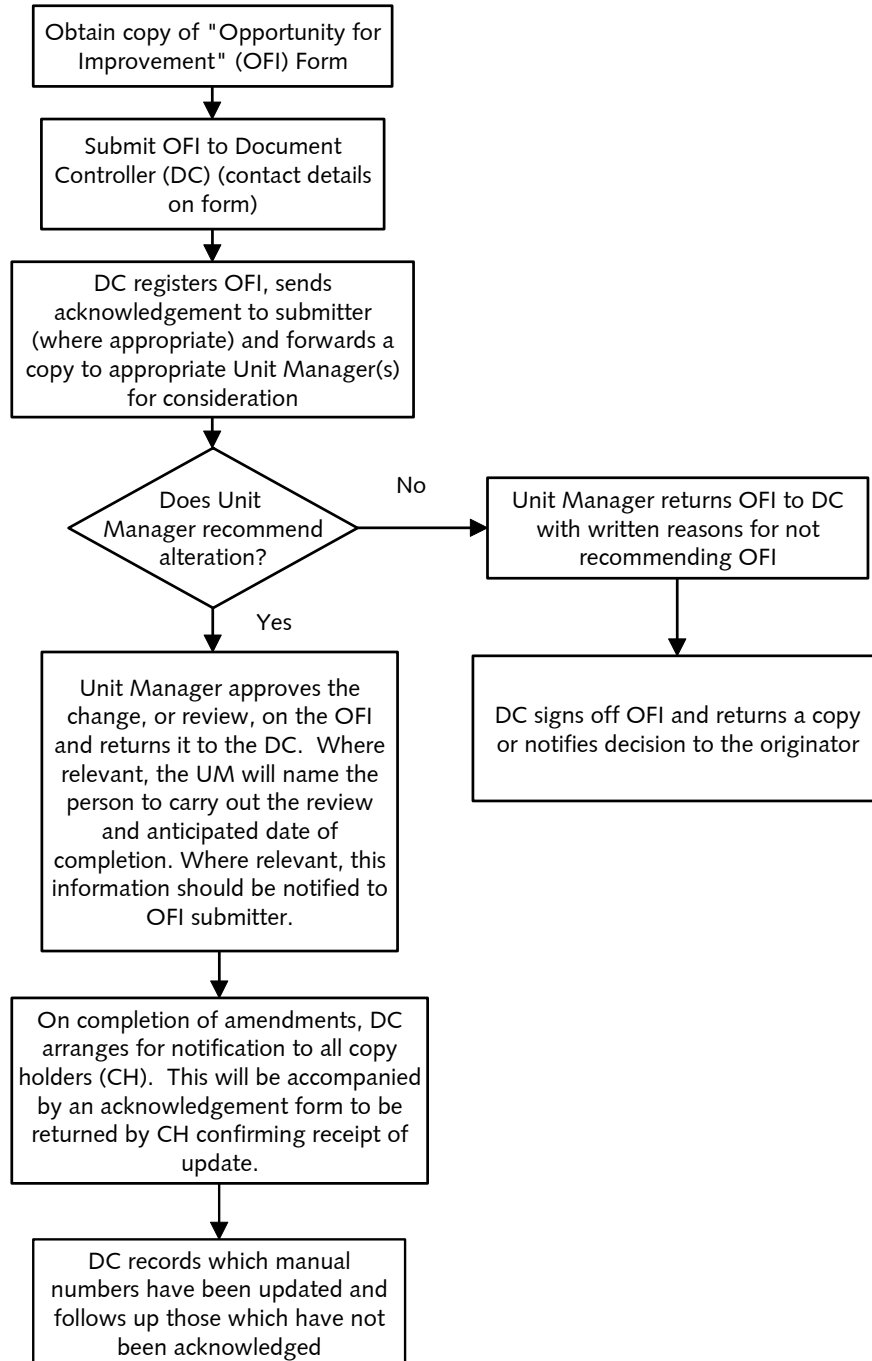 Obtain copy of "Opportunity for
Improvement" (OFI) Form
Submit OFI to Document
Controller (DC) (contact details
on form)
DC registers OFI, sends
acknowledgement to submitter
(where appropriate) and forwards a
copy to appropriate Unit Manager(s)
for consideration
Does Unit
Manager recommend
alteration?
No
Unit Manager returns OFI to DC
with written reasons for not
recommending OFI
DC signs off OFI and returns a copy
or notifies decision to the originator
Yes
Unit Manager approves the
change, or review, on the OFI
and returns it to the DC.  Where
relevant, the UM will name the
person to carry out the review
and anticipated date of
completion. Where relevant, this
information should be notified to
OFI submitter.
On completion of amendments, DC
arranges for notification to all copy
holders (CH).  This will be accompanied
by an acknowledgement form to be
returned by CH confirming receipt of
update.
DC records which manual
numbers have been updated and
follows up those which have not
been acknowledged